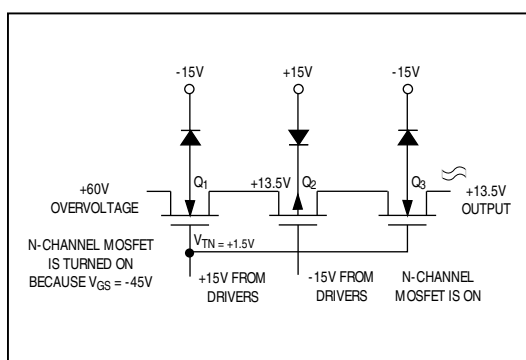 -15V
+15V
-15V
+60V
OVERVOLTAGE
Q1
+13.5V
Q2
Q3
+13.5V
OUTPUT
N-CHANNEL MOSFET
IS TURNED ON
BECAUSE VGS = -45V
VTN = +1.5V
+15V FROM
DRIVERS
-15V FROM
DRIVERS
N-CHANNEL
MOSFET IS ON